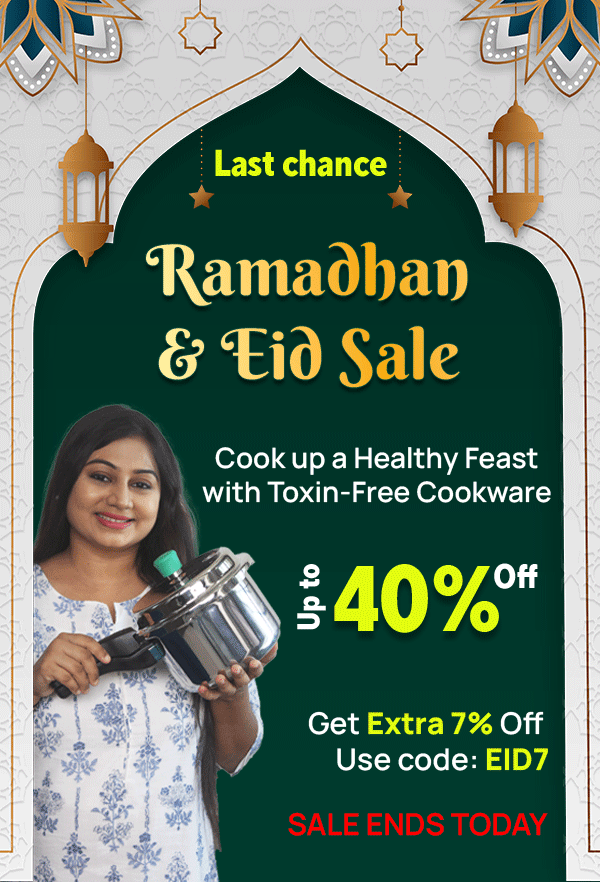 Last chance
Ramadhan
& Eid Sale
Cook up a Healthy Feast
with Toxin-Free Cookware
Up to 40% Off
Get Extra 7% Off
Use code: EID7
SALE ENDS TODAY